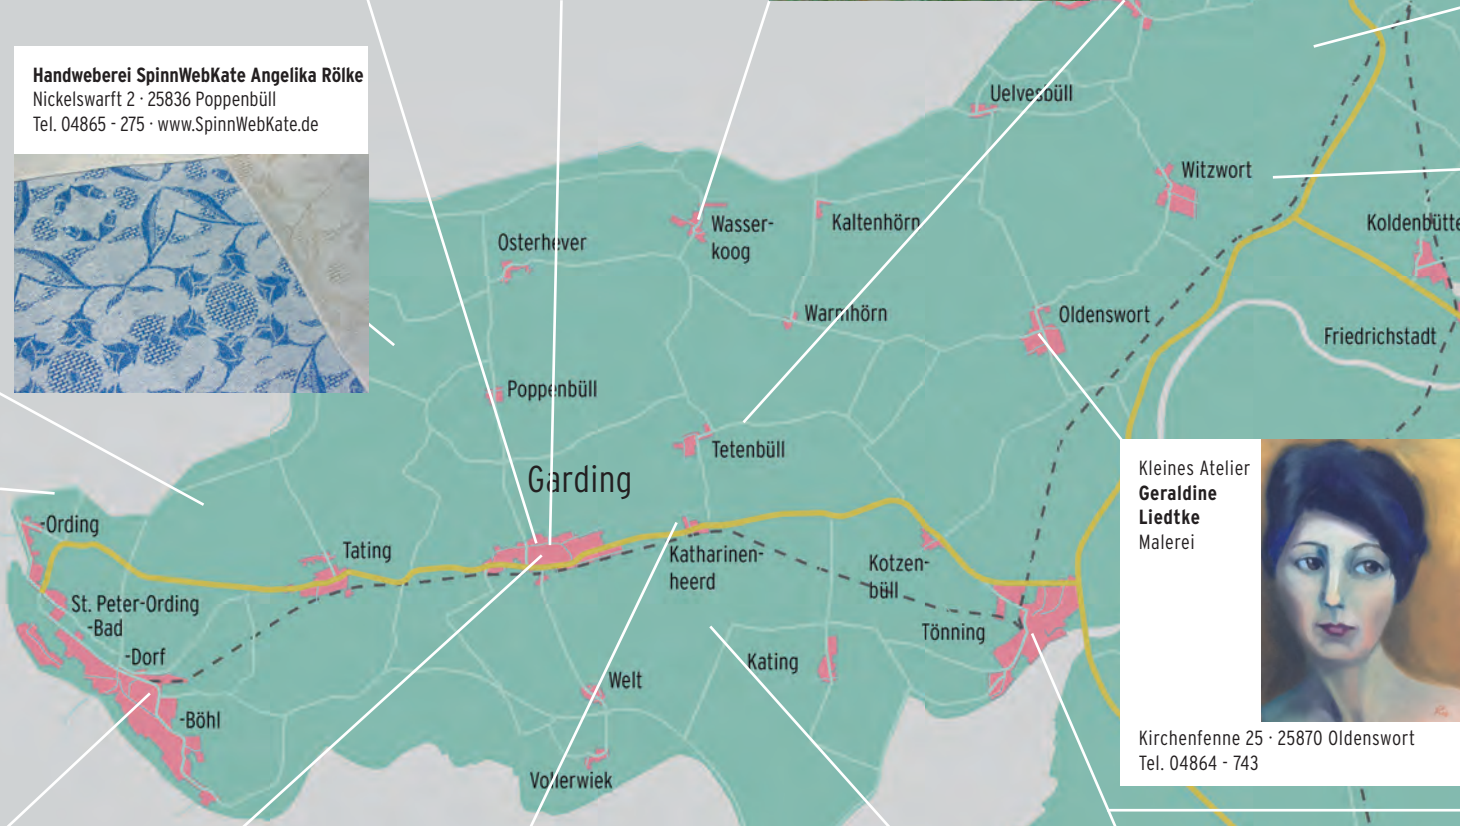 Handweberei SpinnWebKate Angelika Rölke
Nickelswarft 2 · 25836 Poppenbüll
Tel. 04865 - 275 · www.SpinnWebKate.de
Uelvesbüll
Witzwort
Wasser-
koog
Kaltenhörn
Koldenbütte
Osterhever
Warmhörn
Oldenswort
Friedrichstadt
Poppenbüll
Tetenbüll
Garding
-Ording
Tating
Katharinen-
heerd
Kotzen-
büll
St. Peter-Ording
-Bad
-Dorf
-Böhl
Tönning
Kating
Welt
Vollerwiek
Kleines Atelier
Geraldine
Liedtke
Malerei
Kirchenfenne 25 · 25870 Oldenswort
Tel. 04864 - 743